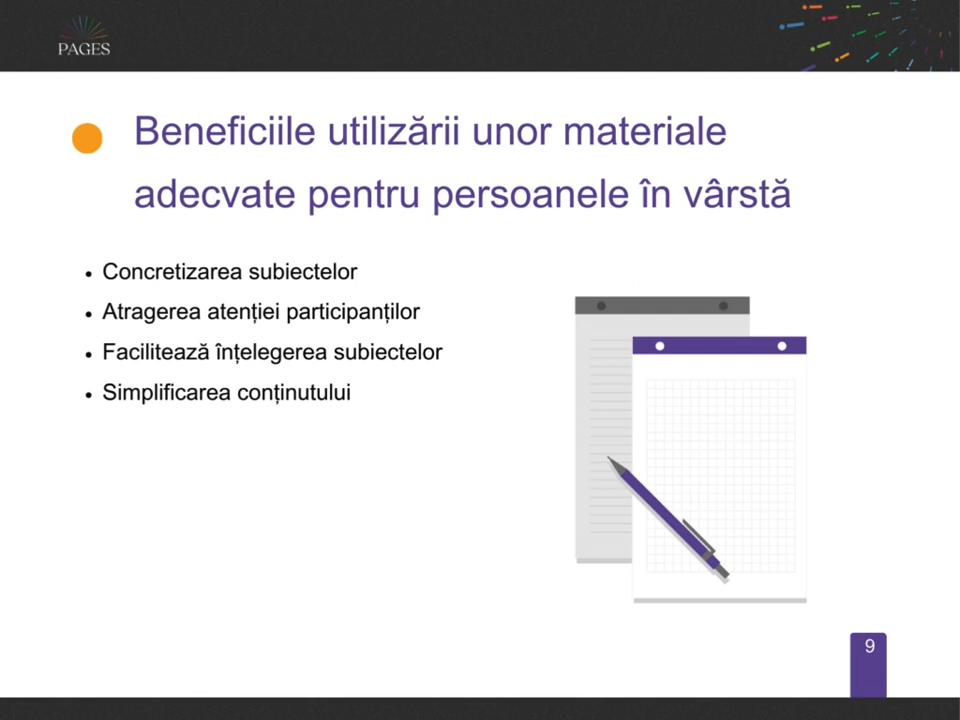 PAGES
Beneficiile utilizării unor materiale
adecvate pentru persoanele în vârstă
• Concretizarea subiectelor
• Atragerea atenției participanților
• Facilitează înțelegerea subiectelor
• Simplificarea conținutului
9